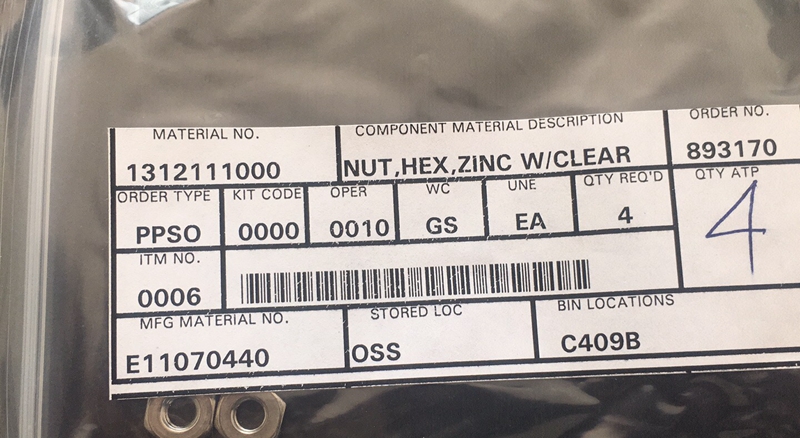 MATERIAL NO. COMPONENT MATERIAL DESCRIPTION ORDER NO.
1312111000 NUT,HEX,ZINC W/CLEAR 893170
ORDER TYPE KIT CODE OPER WC UNE QTY REQ'D QTY ATP
PPSO 0000 0010 GS EA 4 4
ITM NO.
0006
MFG MATERIAL NO. STORED LOC BIN LOCATIONS
E11070440 OSS C409B